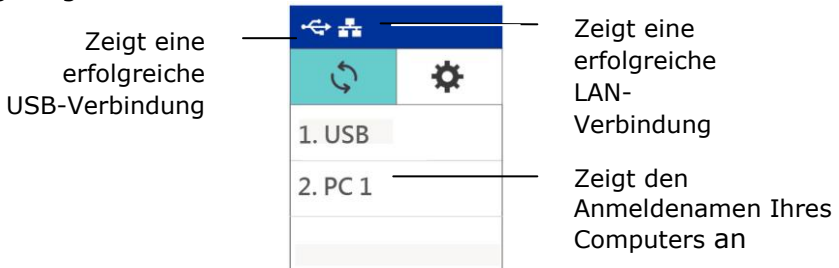 Zeigt eine
erfolgreiche
USB-Verbindung
Zeigt eine
erfolgreiche
LAN-
Verbindung
1. USB
2. PC 1
Zeigt den
Anmeldenamen Ihres
Computers an